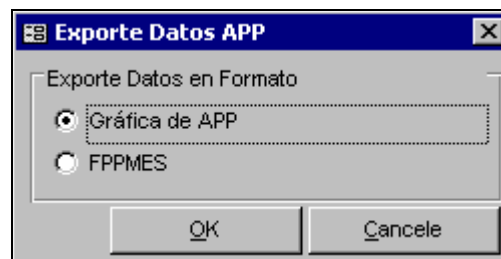 Exporte Datos APP
Exporte Datos en Formato
Gráfica de APP
FPPMES
OK
Cancele